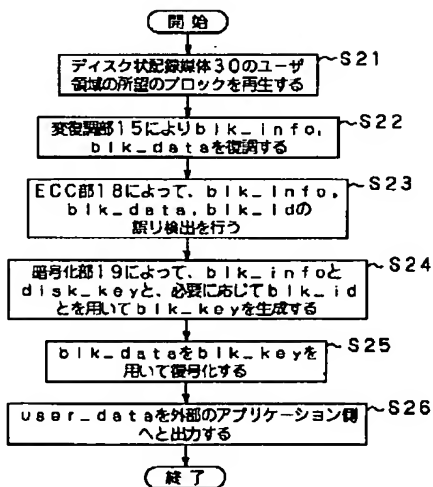 開始
S21
ディスク状記録媒体30のユーザ
領域の所望のブロックを再生する
S22
変復調部15によりblk_info,
blk_dataを復調する
S23
ECC部18によって、blk_info,
blk_data,blk_idの
誤り検出を行う
S24
暗号化部19によって、blk_infoと
disk_keyと、必要に応じてblk_id
とを用いてblk_keyを生成する
S25
blk_dataをblk_keyを
用いて復号化する
S26
user_dataを外部のアプリケーション側
へと出力する
終了